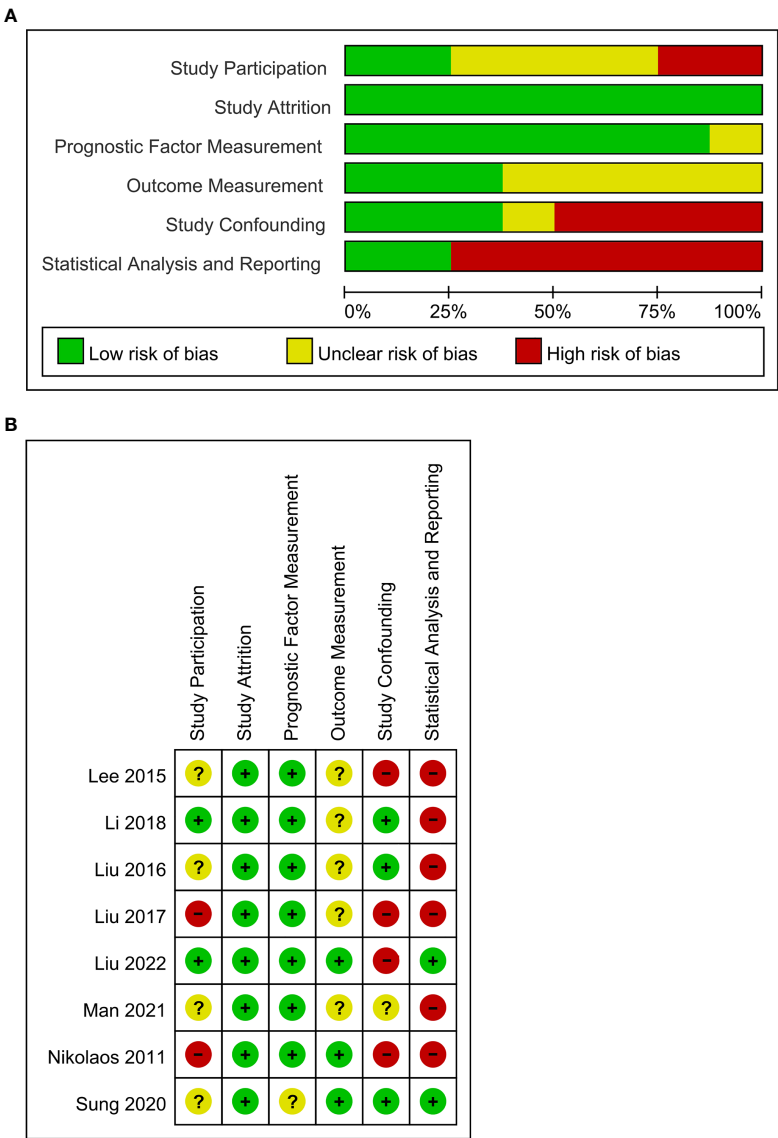 A
Study Participation
Study Attrition
Prognostic Factor Measurement
Outcome Measurement
Study Confounding
Statistical Analysis and Reporting
0% 25% 50% 75% 100%
Low risk of bias Unclear risk of bias High risk of bias
B
Study Participation
Study Attrition
Prognostic Factor Measurement
Outcome Measurement
Study Confounding
Statistical Analysis and Reporting
Lee 2015 ? + + ? − −
Li 2018 + + + ? + −
Liu 2016 ? + + ? + −
Liu 2017 − + + ? − −
Liu 2022 + + + + − +
Man 2021 ? + + ? ? −
Nikolaos 2011 − + + + − −
Sung 2020 ? + ? + + +